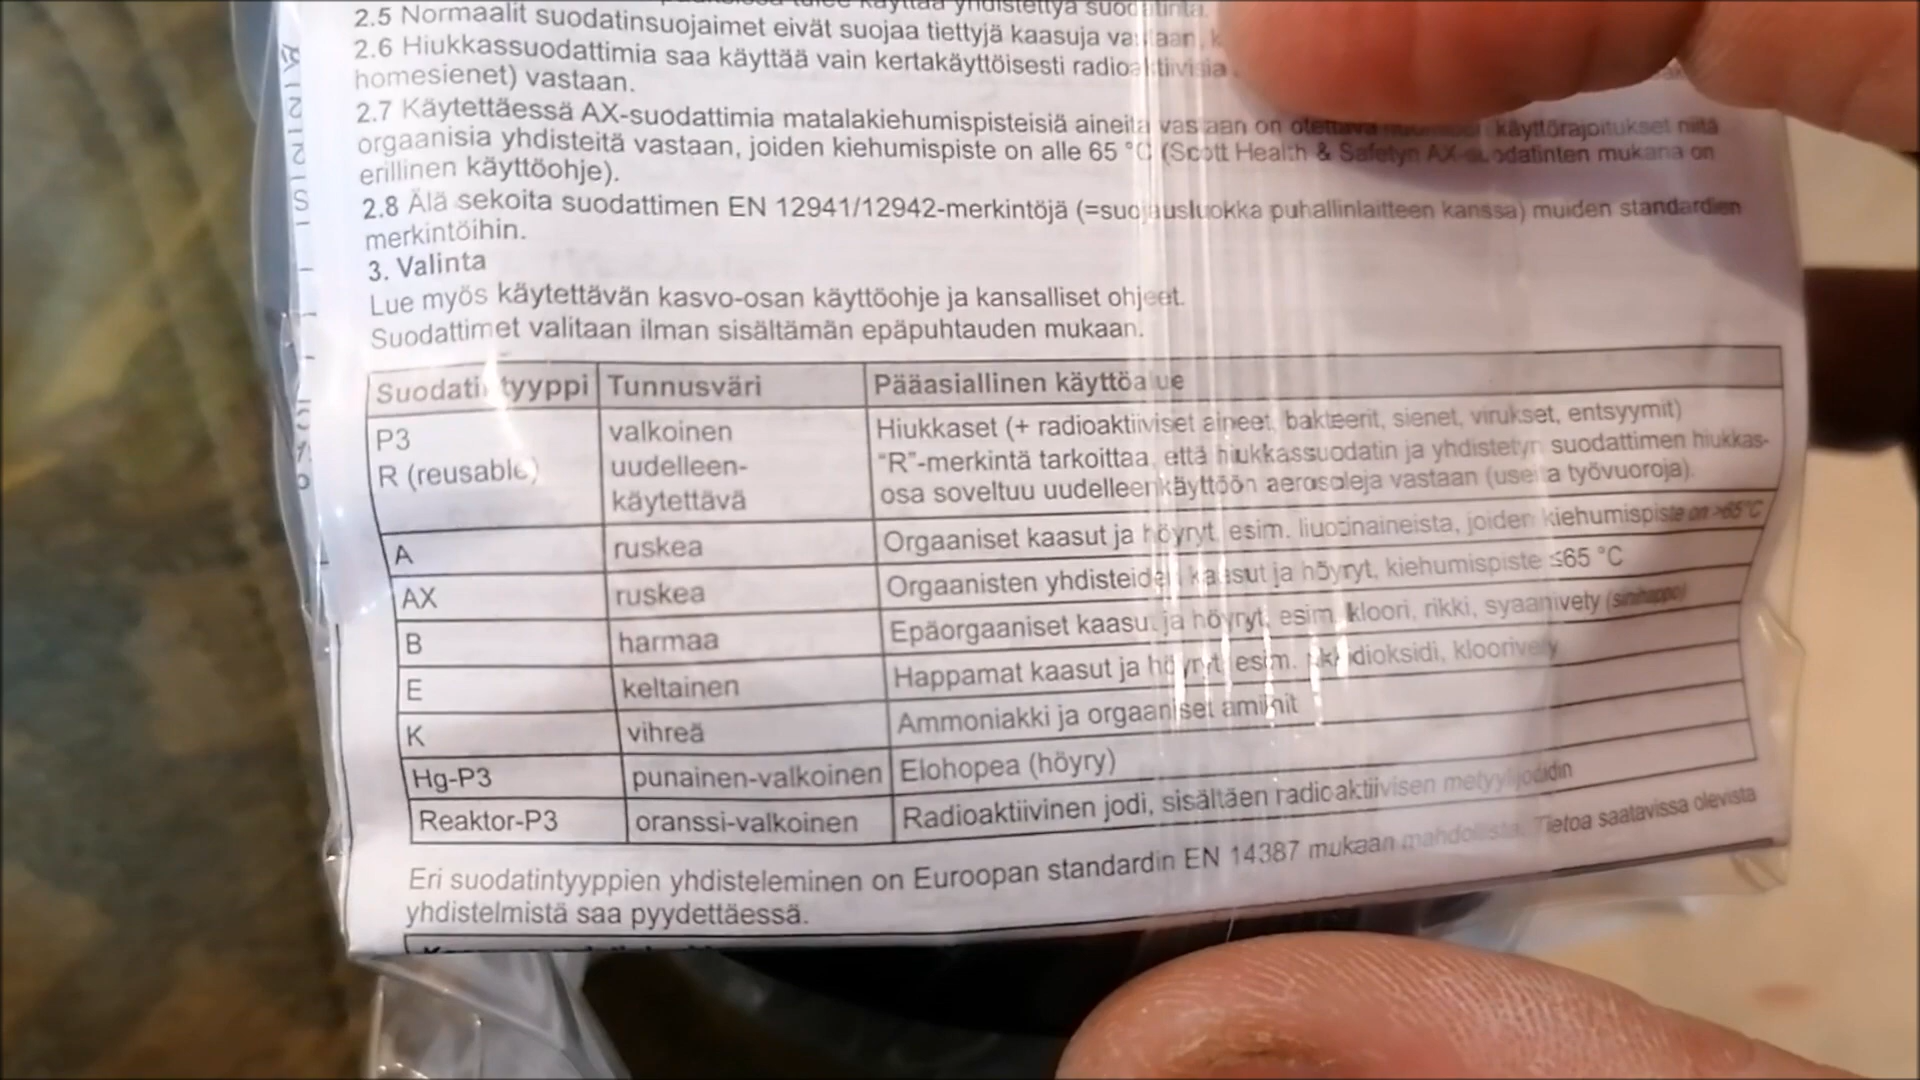 käyttää yhdistettyä suodatinta.
2.5 Normaalit suodatinsuojaimet eivät suojaa tiettyjä kaasuja vastaan,
2.6 Hiukkassuodattimia saa käyttää vain kertakäyttöisesti radioaktiivisia
homesienet) vastaan.
2.7 Käytettäessä AX-suodattimia matalakiehumispisteisiä aineita vastaan on otettava käyttörajoitukset niitä
orgaanisia yhdisteitä vastaan, joiden kiehumispiste on alle 65 °C (Scott Health & Safetyn AX-suodatinten mukana on
erillinen käyttöohje).
2.8 Älä sekoita suodattimen EN 12941/12942-merkintöjä (=suojausluokka puhallinlaitteen kanssa) muiden standardien
merkintöihin.
3. Valinta
Lue myös käytettävän kasvo-osan käyttöohje ja kansalliset ohjeet.
Suodattimet valitaan ilman sisältämän epäpuhtauden mukaan.
Suodatintyyppi Tunnusväri Pääasiallinen käyttöalue
P3 valkoinen Hiukkaset (+ radioaktiiviset aineet, bakteerit, sienet, virukset, entsyymit)
R (reusable) uudelleen- "R"-merkintä tarkoittaa, että hiukkassuodatin ja yhdistetyn suodattimen hiukkas-
käytettävä osa soveltuu uudelleenkäyttöön aerosoleja vastaan (useita työvuoroja).
A ruskea Orgaaniset kaasut ja höyryt, esim. liuotinaineista, joiden kiehumispiste on >65°C
AX ruskea Orgaanisten yhdisteiden kaasut ja höyryt, kiehumispiste ≤65 °C
B harmaa Epäorgaaniset kaasut ja höyryt, esim. kloori, rikki, syaanivety (sinihappo)
E keltainen Happamat kaasut ja höyryt, esim. rikkidioksidi, kloorivety
K vihreä Ammoniakki ja orgaaniset amiinit
Hg-P3 punainen-valkoinen Elohopea (höyry)
Reaktor-P3 oranssi-valkoinen Radioaktiivinen jodi, sisältäen radioaktiivisen metyylijodidin
Eri suodatintyyppien yhdisteleminen on Euroopan standardin EN 14387 mukaan mahdollista. Tietoa saatavissa olevista
yhdistelmistä saa pyydettäessä.